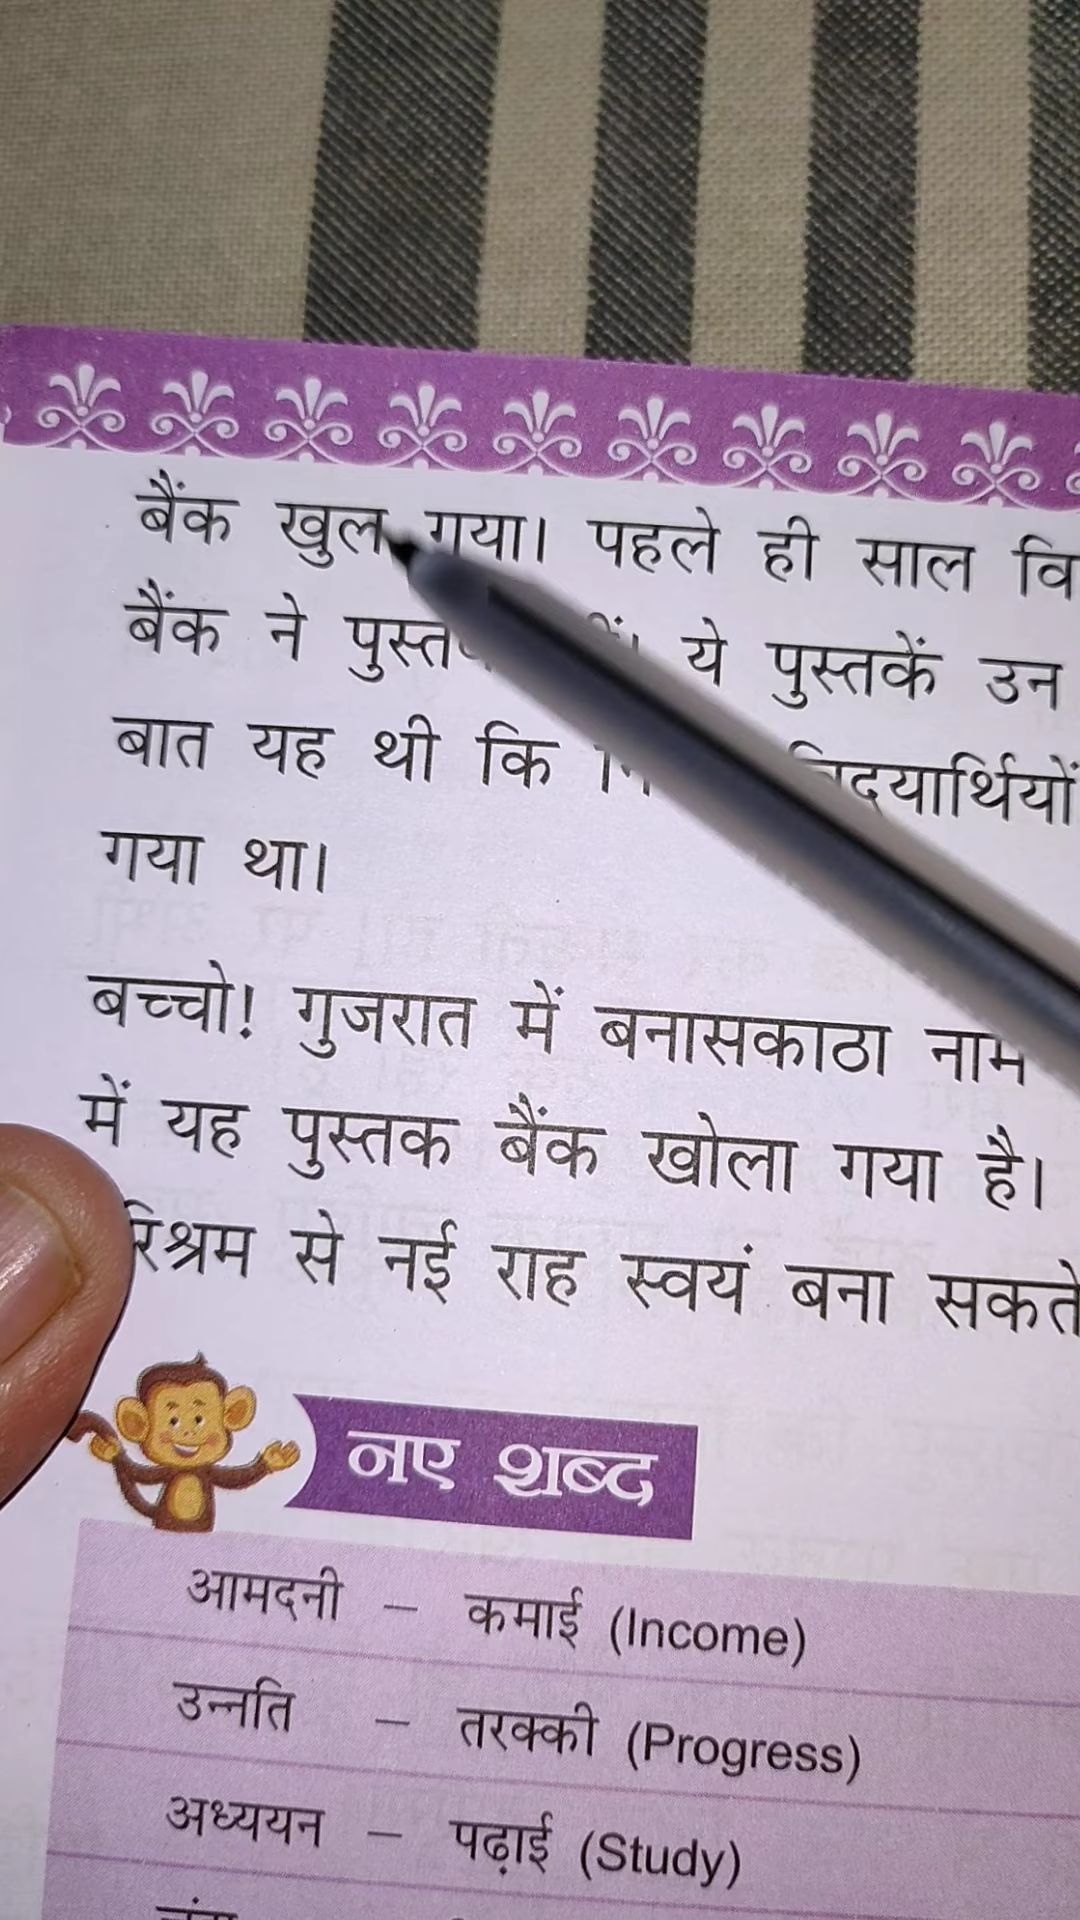 बैंक खुल गया। पहले ही साल वि
बैंक ने ये पुस्तकें उन
बात यह थी कि
गया था।
बच्चो! गुजरात में बनासकाठा नाम
में यह पुस्तक बैंक खोला गया है।
रिश्रम से नई राह स्वयं बना सकते
नए शब्द
आमदनी – कमाई (Income)
उन्नति – तरक्की (Progress)
अध्ययन – पढ़ाई (Study)